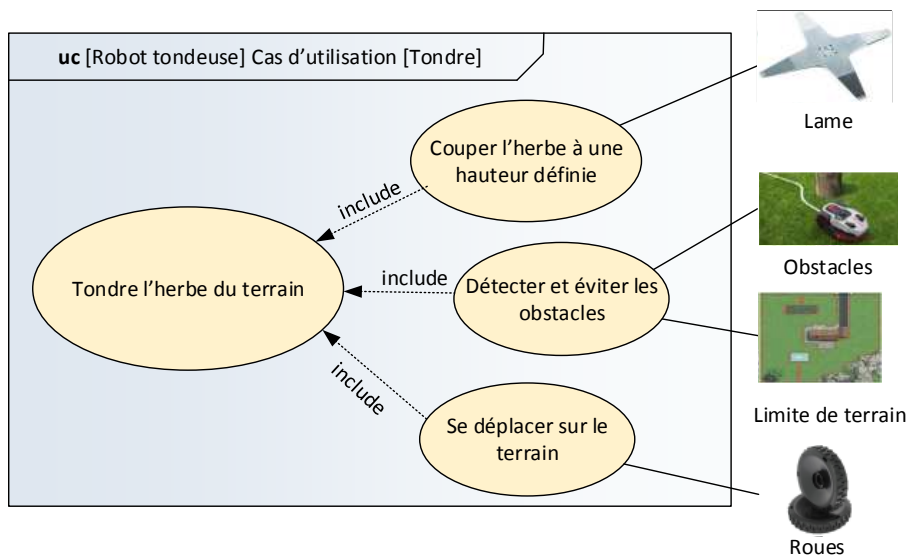 uc [Robot tondeuse] Cas d’utilisation [Tondre]
Lame
Couper l’herbe à une
hauteur définie
include
Obstacles
Tondre l’herbe du terrain
include
Détecter et éviter les
obstacles
include
Limite de terrain
Se déplacer sur le
terrain
Roues